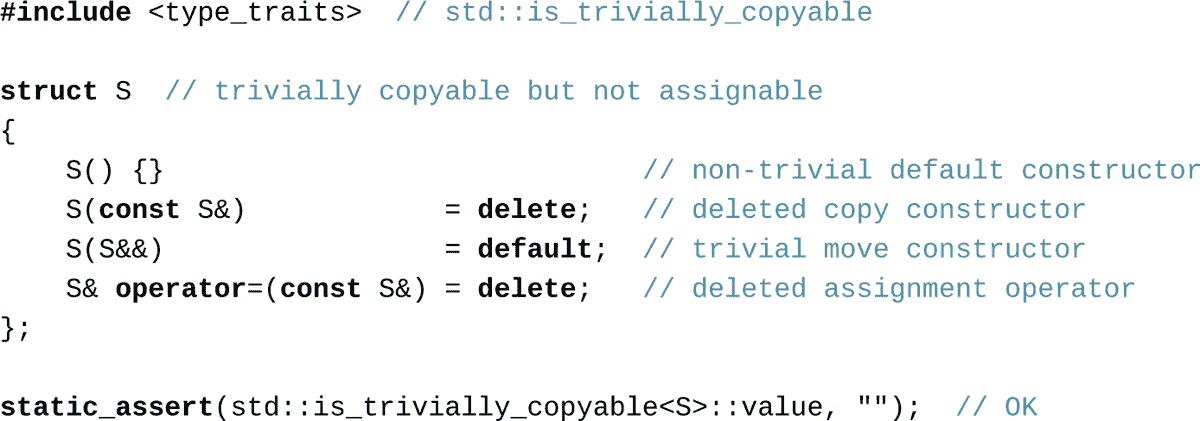 #include <type_traits>  // std::is_trivially_copyable

struct S  // trivially copyable but not assignable
{
    S() {}                             // non-trivial default constructor
    S(const S&)            = delete;   // deleted copy constructor
    S(S&&)                 = default;  // trivial move constructor
    S& operator=(const S&) = delete;   // deleted assignment operator
};

static_assert(std::is_trivially_copyable<S>::value, "");  // OK